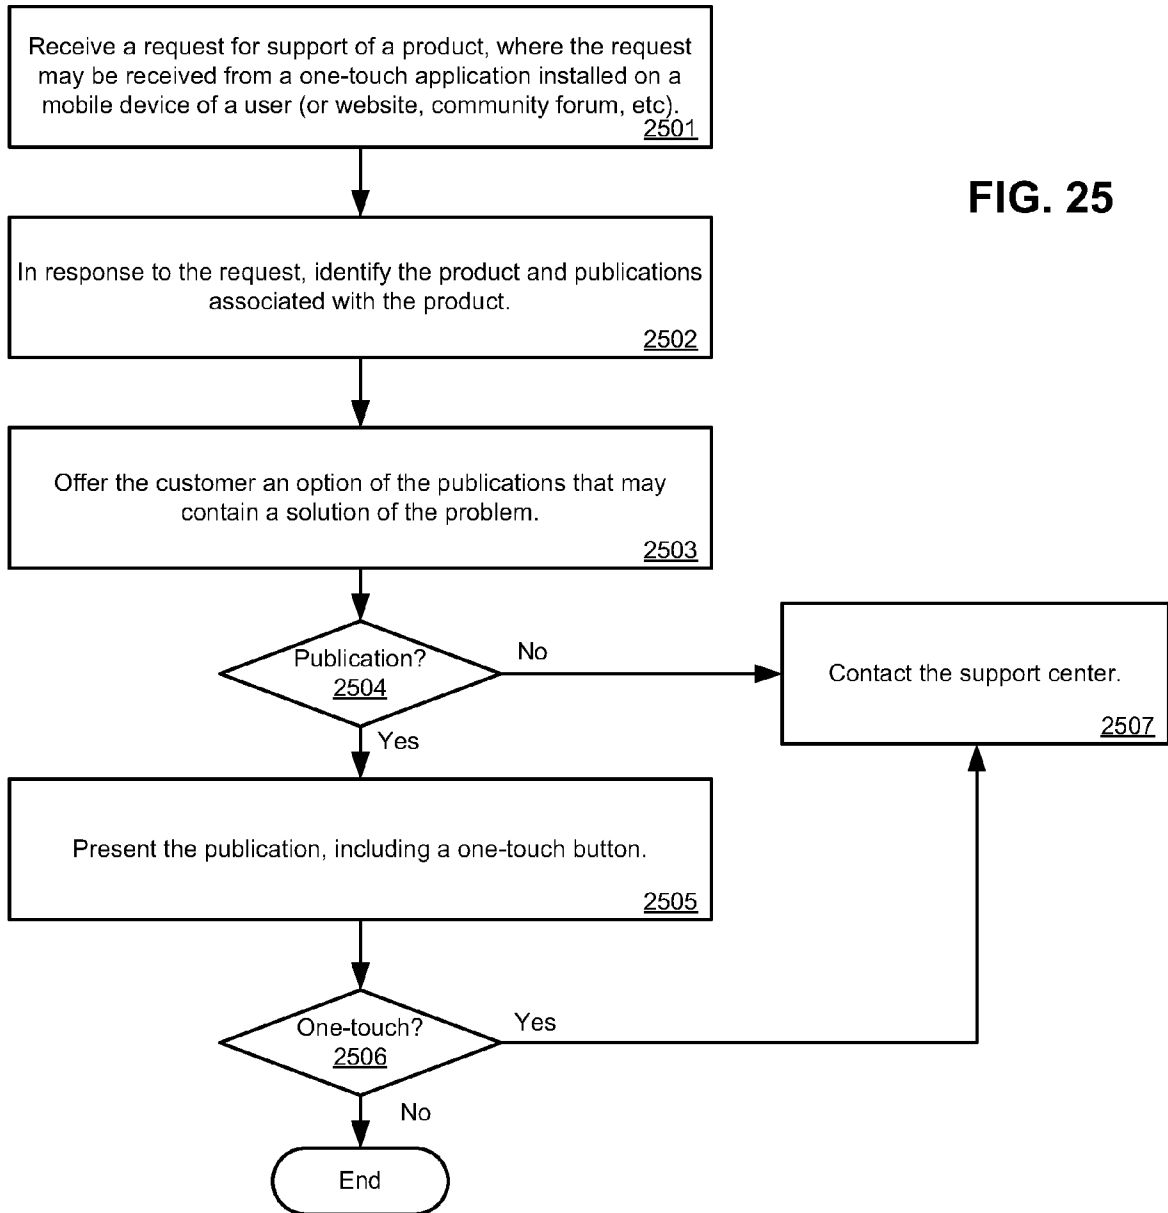 Receive a request for support of a product, where the request
may be received from a one-touch application installed on a
mobile device of a user (or website, community forum, etc).
2501
FIG. 25
In response to the request, identify the product and publications
associated with the product.
2502
Offer the customer an option of the publications that may
contain a solution of the problem.
2503
Publication?
2504
No
Yes
Contact the support center.
2507
Present the publication, including a one-touch button.
2505
One-touch?
2506
Yes
No
End